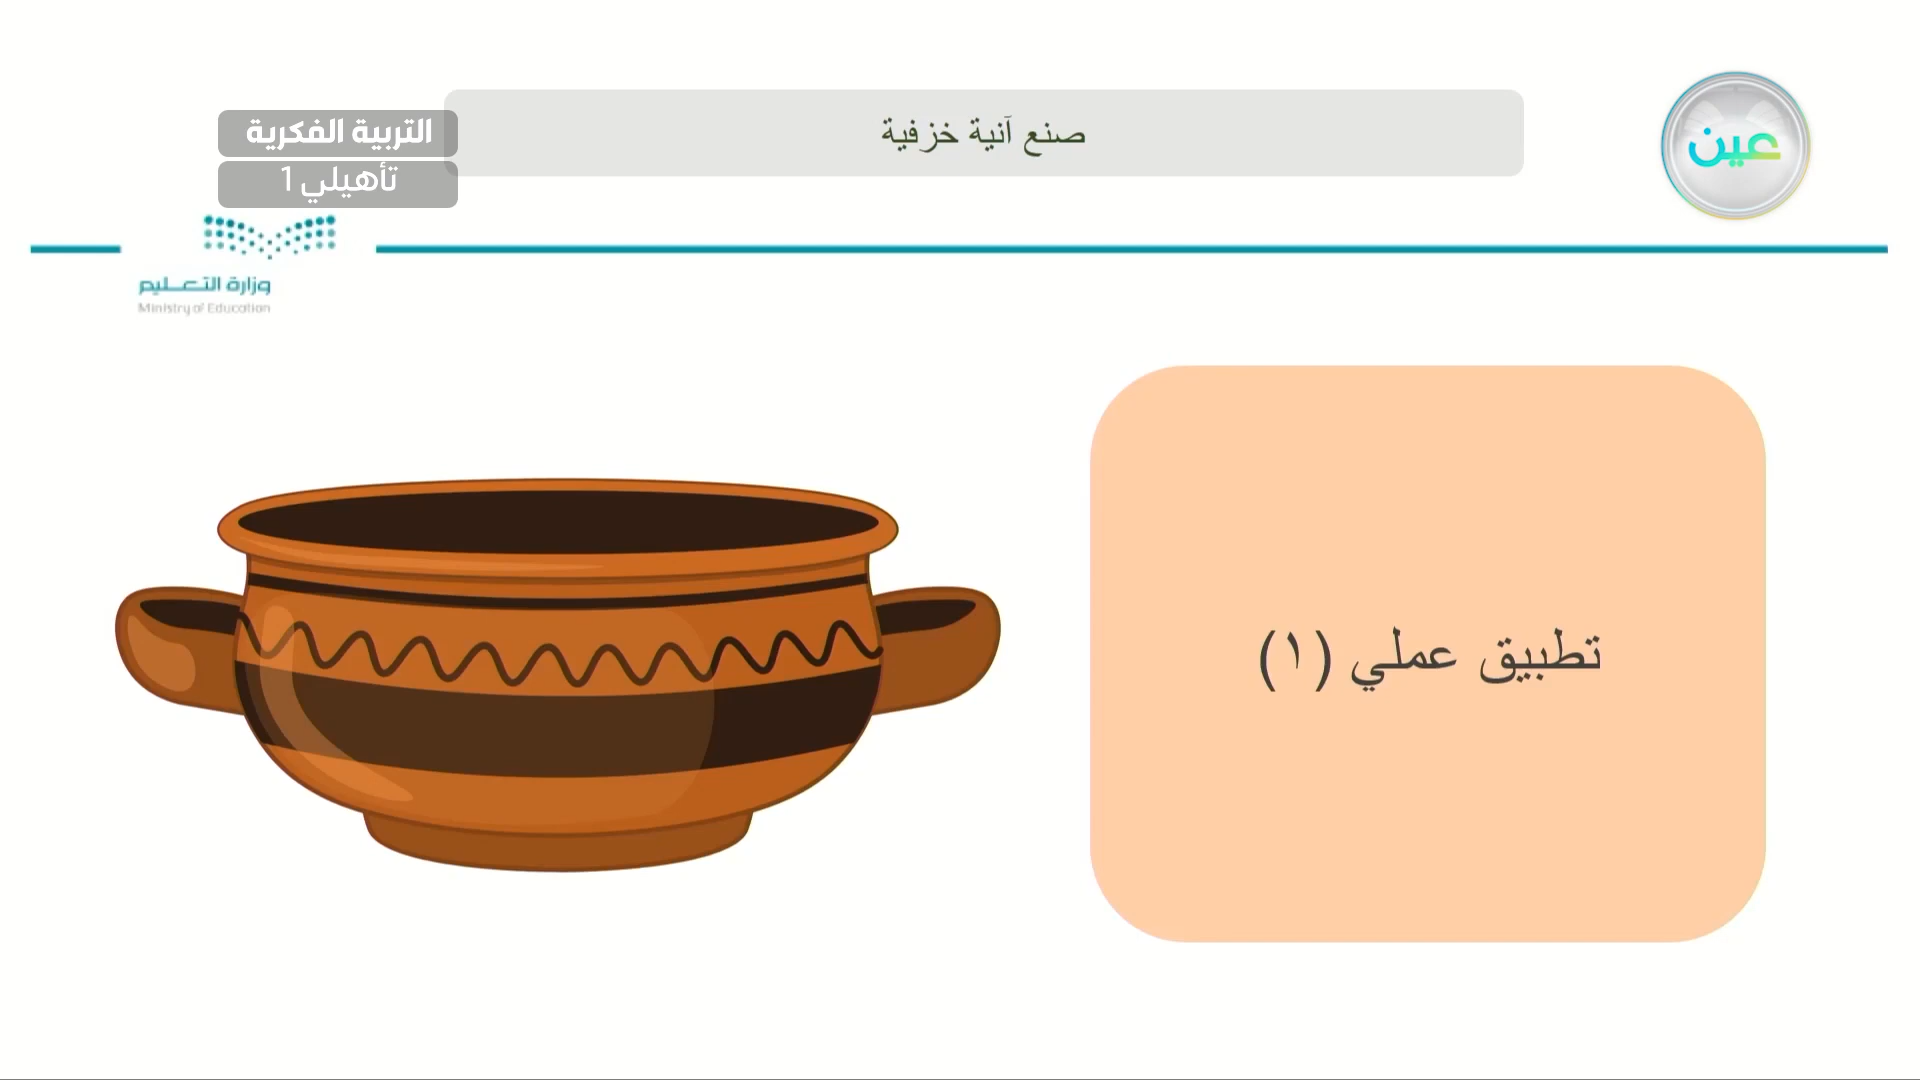 صنع آنية خزفية
عين
التربية الفكرية
تأهيلي 1
وزارة التعليم
Ministry of Education
تطبيق عملي (١)